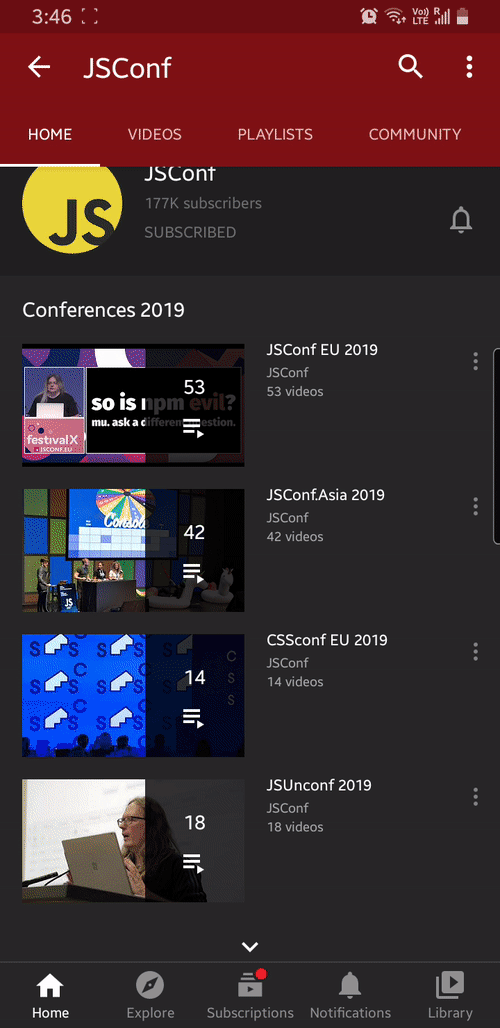 3:46
Vo)) R
LTE
JSConf
HOME VIDEOS PLAYLISTS COMMUNITY
JSConf
JS
177K subscribers
SUBSCRIBED
Conferences 2019
JSConf EU 2019
JSConf
53 videos
53
so is npm evil?
mu. ask a different question.
festivalX
JSCONF.EU
JSConf.Asia 2019
JSConf
42 videos
42
JS
CSSconf EU 2019
JSConf
14 videos
14
C
S
S
JSUnconf 2019
JSConf
18 videos
18
Home Explore Subscriptions Notifications Library